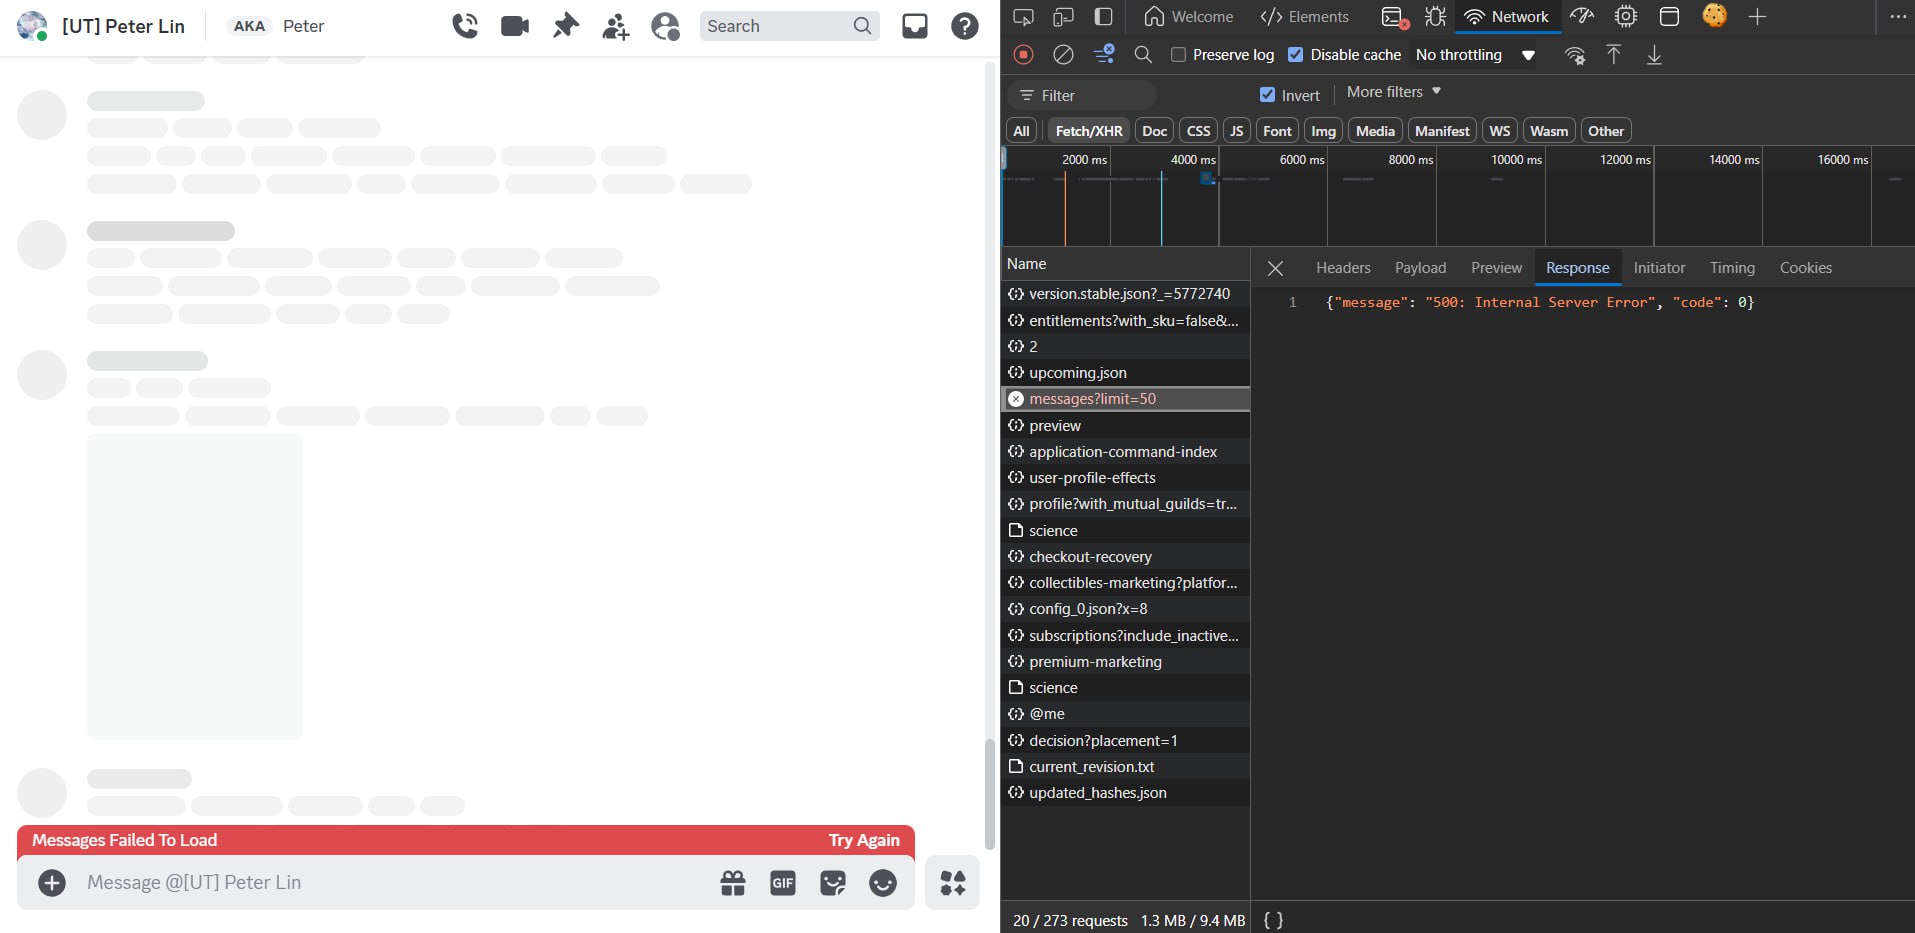 [UT] Peter Lin AKA Peter Search
Messages Failed To Load Try Again
Message @[UT] Peter Lin GIF
Welcome Elements Network
Preserve log Disable cache No throttling
Filter Invert More filters
All Fetch/XHR Doc CSS JS Font Img Media Manifest WS Wasm Other
2000 ms 4000 ms 6000 ms 8000 ms 10000 ms 12000 ms 14000 ms 16000 ms
Name
version.stable.json?_=5772740
entitlements?with_sku=false&...
2
upcoming.json
messages?limit=50
preview
application-command-index
user-profile-effects
profile?with_mutual_guilds=tr...
science
checkout-recovery
collectibles-marketing?platfor...
config_0.json?x=8
subscriptions?include_inactive...
premium-marketing
science
@me
decision?placement=1
current_revision.txt
updated_hashes.json
20 / 273 requests 1.3 MB / 9.4 MB
Headers Payload Preview Response Initiator Timing Cookies
1 {"message": "500: Internal Server Error", "code": 0}
{ }